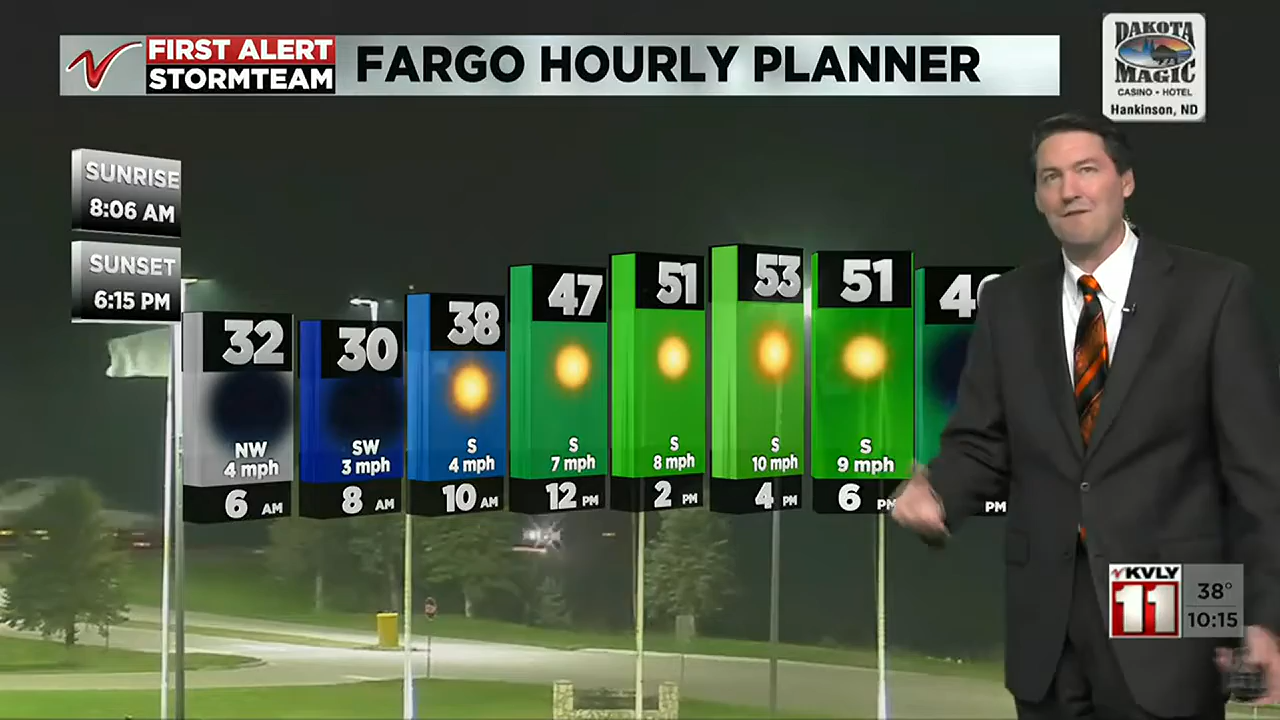 FIRST ALERT
STORMTEAM
FARGO HOURLY PLANNER
DAKOTA
MAGIC
CASINO • HOTEL
Hankinson, ND
SUNRISE
8:06 AM
SUNSET
6:15 PM
32
NW
4 mph
6 AM
30
SW
3 mph
8 AM
38
S
4 mph
10 AM
47
S
7 mph
12 PM
51
S
8 mph
2 PM
53
S
10 mph
4 PM
51
S
9 mph
6 PM
4
PM
KVLY
11
38°
10:15